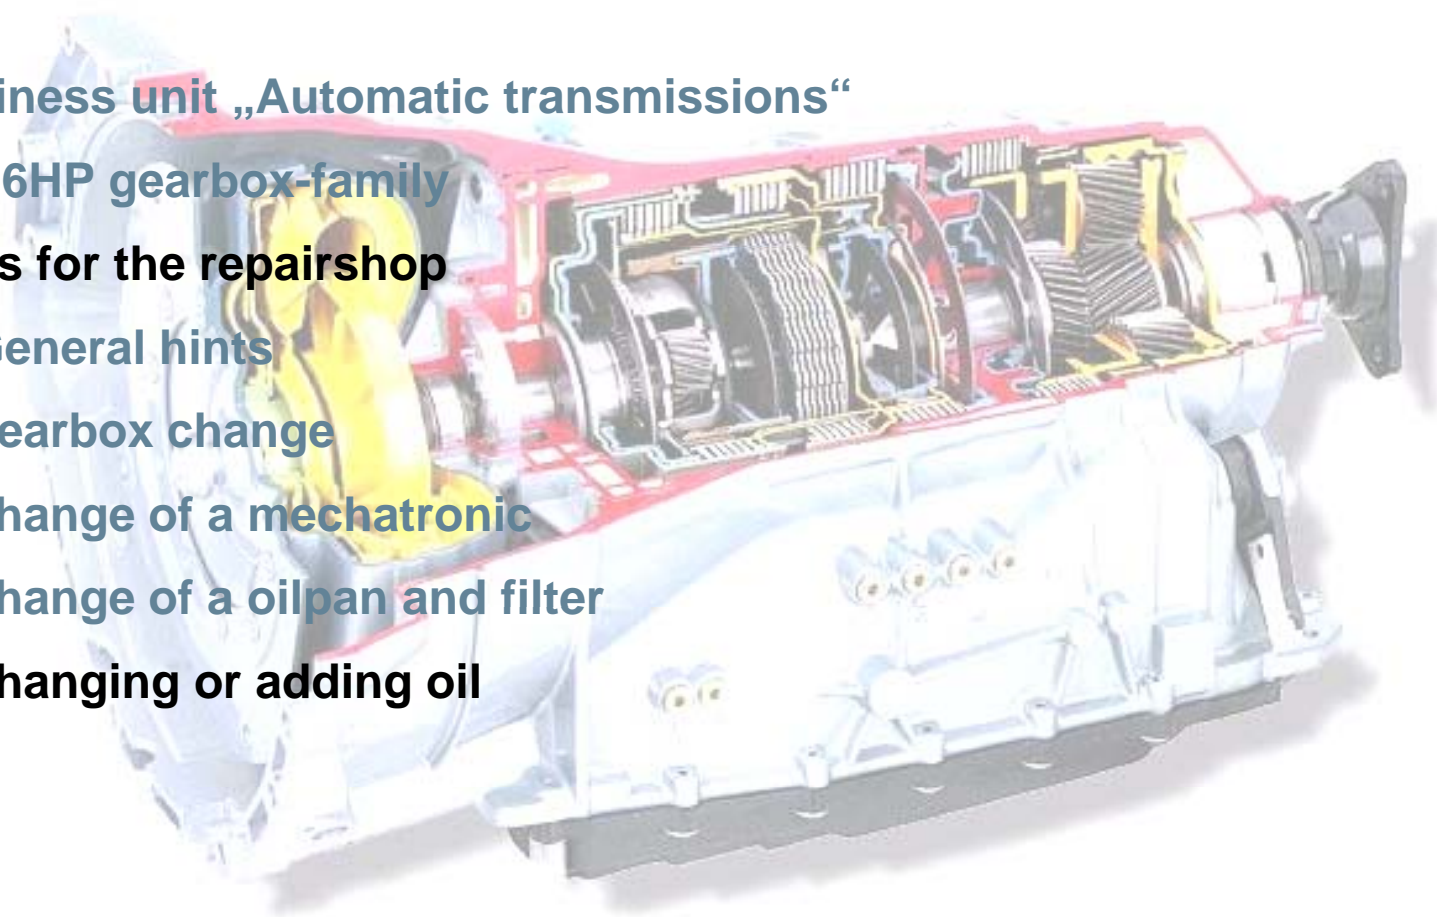 iness unit „Automatic transmissions“
6HP gearbox-family
s for the repairshop
General hints
earbox change
hange of a mechatronic
hange of a oilpan and filter
hanging or adding oil